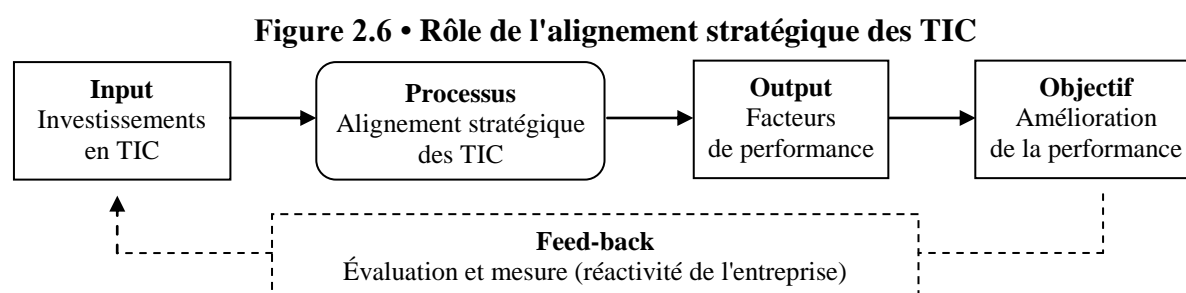 Figure 2.6 • Rôle de l'alignement stratégique des TIC
Input
Investissements
en TIC
Processus
Alignement stratégique
des TIC
Output
Facteurs
de performance
Objectif
Amélioration
de la performance
Feed-back
Évaluation et mesure (réactivité de l'entreprise)